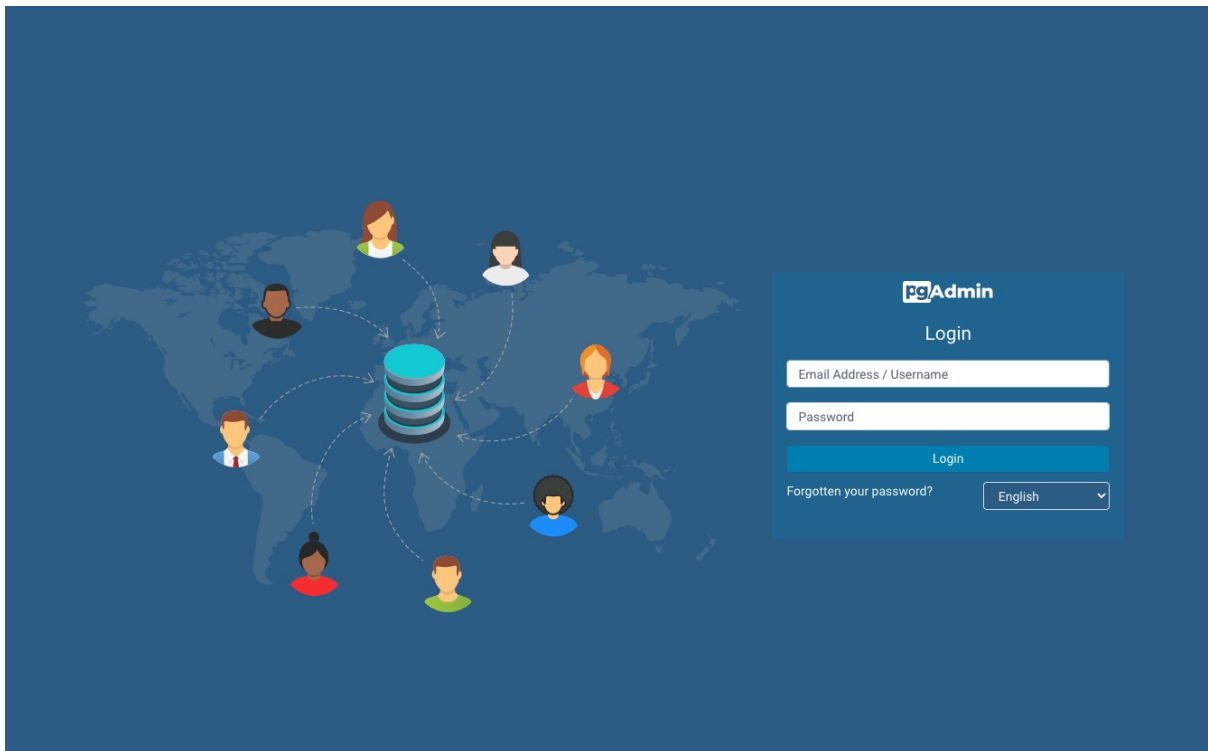 pgAdmin
Login
Email Address / Username
Password
Login
Forgotten your password?
English